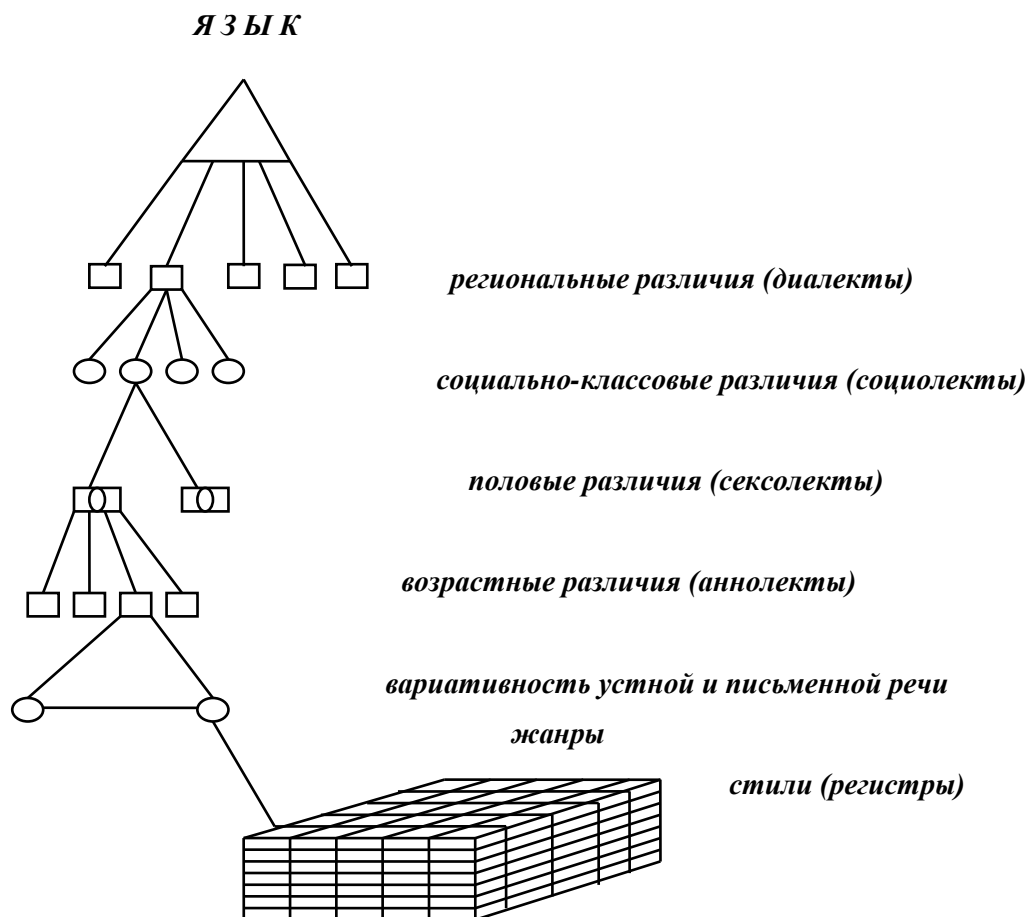 Я З Ы К
региональные различия (диалекты)
социально-классовые различия (социолекты)
половые различия (сексолекты)
возрастные различия (аннолекты)
вариативность устной и письменной речи
жанры
стили (регистры)